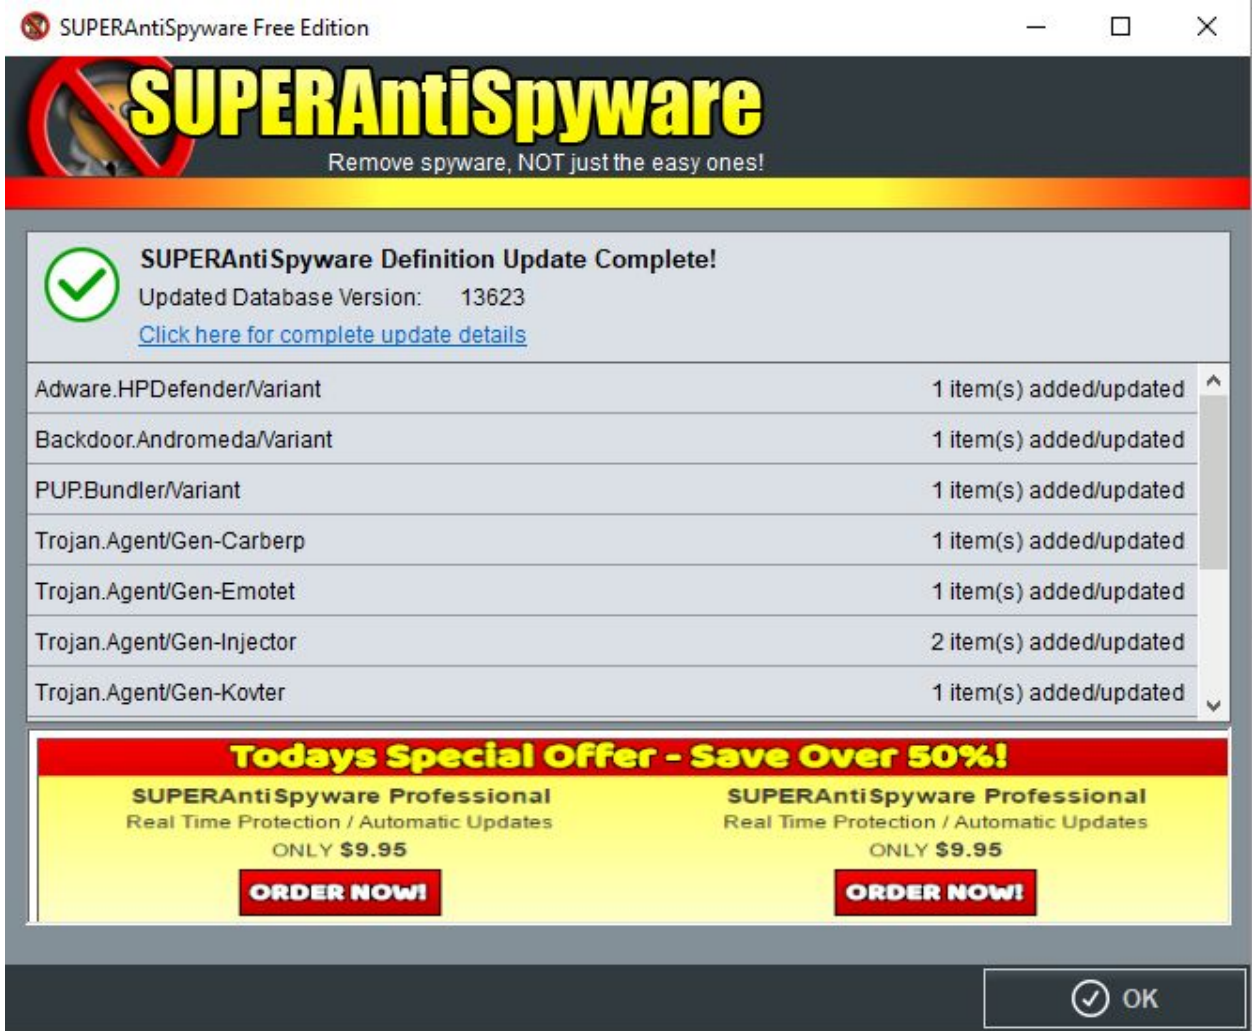 SUPERAntiSpyware Free Edition
SUPERAntiSpyware
Remove spyware, NOT just the easy ones!
SUPERAntiSpyware Definition Update Complete!
Updated Database Version: 13623
Click here for complete update details
Adware.HPDefender/Variant 1 item(s) added/updated
Backdoor.Andromeda/Variant 1 item(s) added/updated
PUP.Bundler/Variant 1 item(s) added/updated
Trojan.Agent/Gen-Carberp 1 item(s) added/updated
Trojan.Agent/Gen-Emotet 1 item(s) added/updated
Trojan.Agent/Gen-Injector 2 item(s) added/updated
Trojan.Agent/Gen-Kovter 1 item(s) added/updated
Todays Special Offer - Save Over 50%!
SUPERAntiSpyware Professional
Real Time Protection / Automatic Updates
ONLY $9.95
ORDER NOW!
SUPERAntiSpyware Professional
Real Time Protection / Automatic Updates
ONLY $9.95
ORDER NOW!
OK